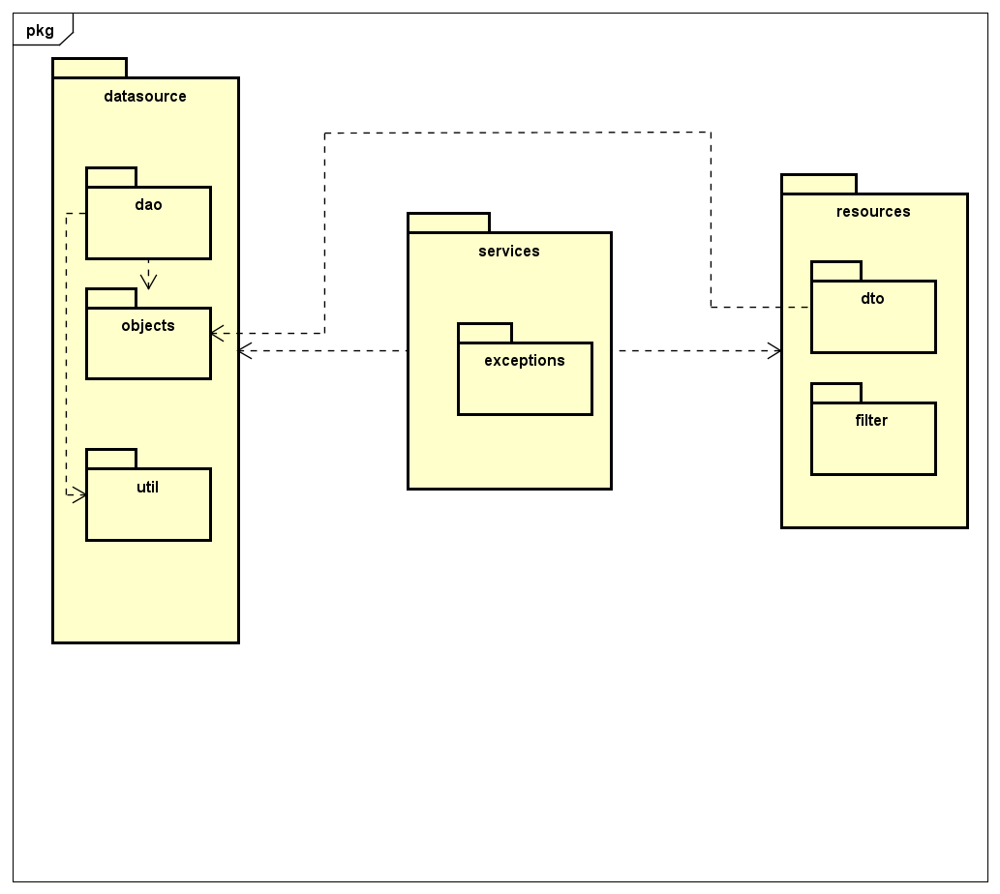 pkg
datasource
dao
objects
util
services
exceptions
resources
dto
filter